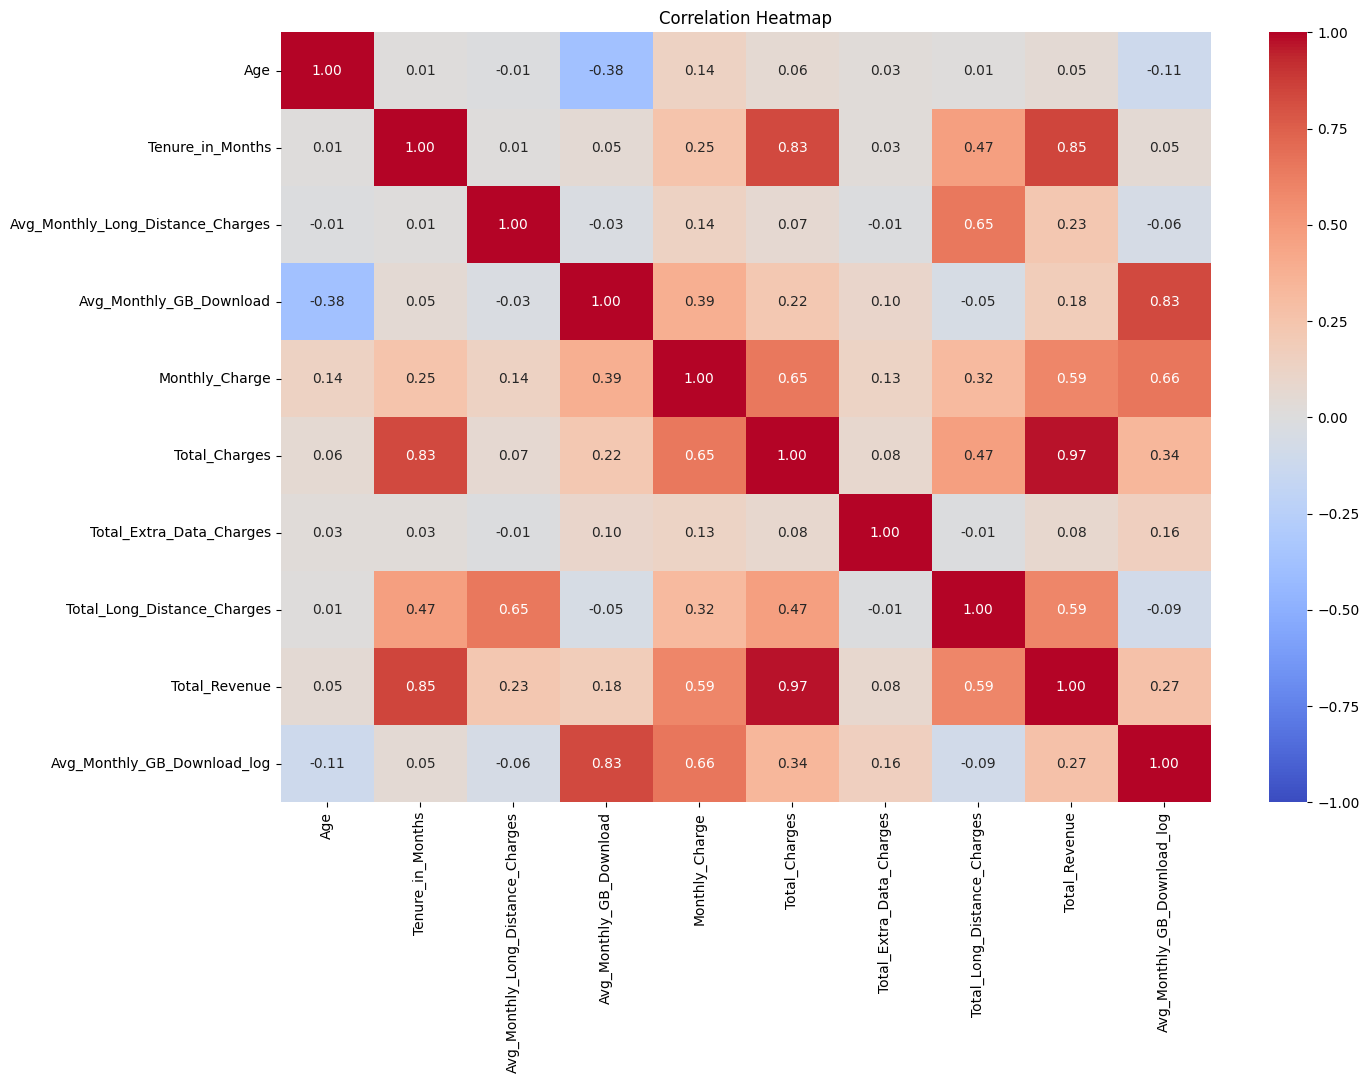 Correlation Heatmap
Age 1.00 0.01 -0.01 -0.38 0.14 0.06 0.03 0.01 0.05 -0.11
Tenure_in_Months 0.01 1.00 0.01 0.05 0.25 0.83 0.03 0.47 0.85 0.05
Avg_Monthly_Long_Distance_Charges -0.01 0.01 1.00 -0.03 0.14 0.07 -0.01 0.65 0.23 -0.06
Avg_Monthly_GB_Download -0.38 0.05 -0.03 1.00 0.39 0.22 0.10 -0.05 0.18 0.83
Monthly_Charge 0.14 0.25 0.14 0.39 1.00 0.65 0.13 0.32 0.59 0.66
Total_Charges 0.06 0.83 0.07 0.22 0.65 1.00 0.08 0.47 0.97 0.34
Total_Extra_Data_Charges 0.03 0.03 -0.01 0.10 0.13 0.08 1.00 -0.01 0.08 0.16
Total_Long_Distance_Charges 0.01 0.47 0.65 -0.05 0.32 0.47 -0.01 1.00 0.59 -0.09
Total_Revenue 0.05 0.85 0.23 0.18 0.59 0.97 0.08 0.59 1.00 0.27
Avg_Monthly_GB_Download_log -0.11 0.05 -0.06 0.83 0.66 0.34 0.16 -0.09 0.27 1.00
Age
Tenure_in_Months
Avg_Monthly_Long_Distance_Charges
Avg_Monthly_GB_Download
Monthly_Charge
Total_Charges
Total_Extra_Data_Charges
Total_Long_Distance_Charges
Total_Revenue
Avg_Monthly_GB_Download_log
1.00
0.75
0.50
0.25
0.00
−0.25
−0.50
−0.75
−1.00